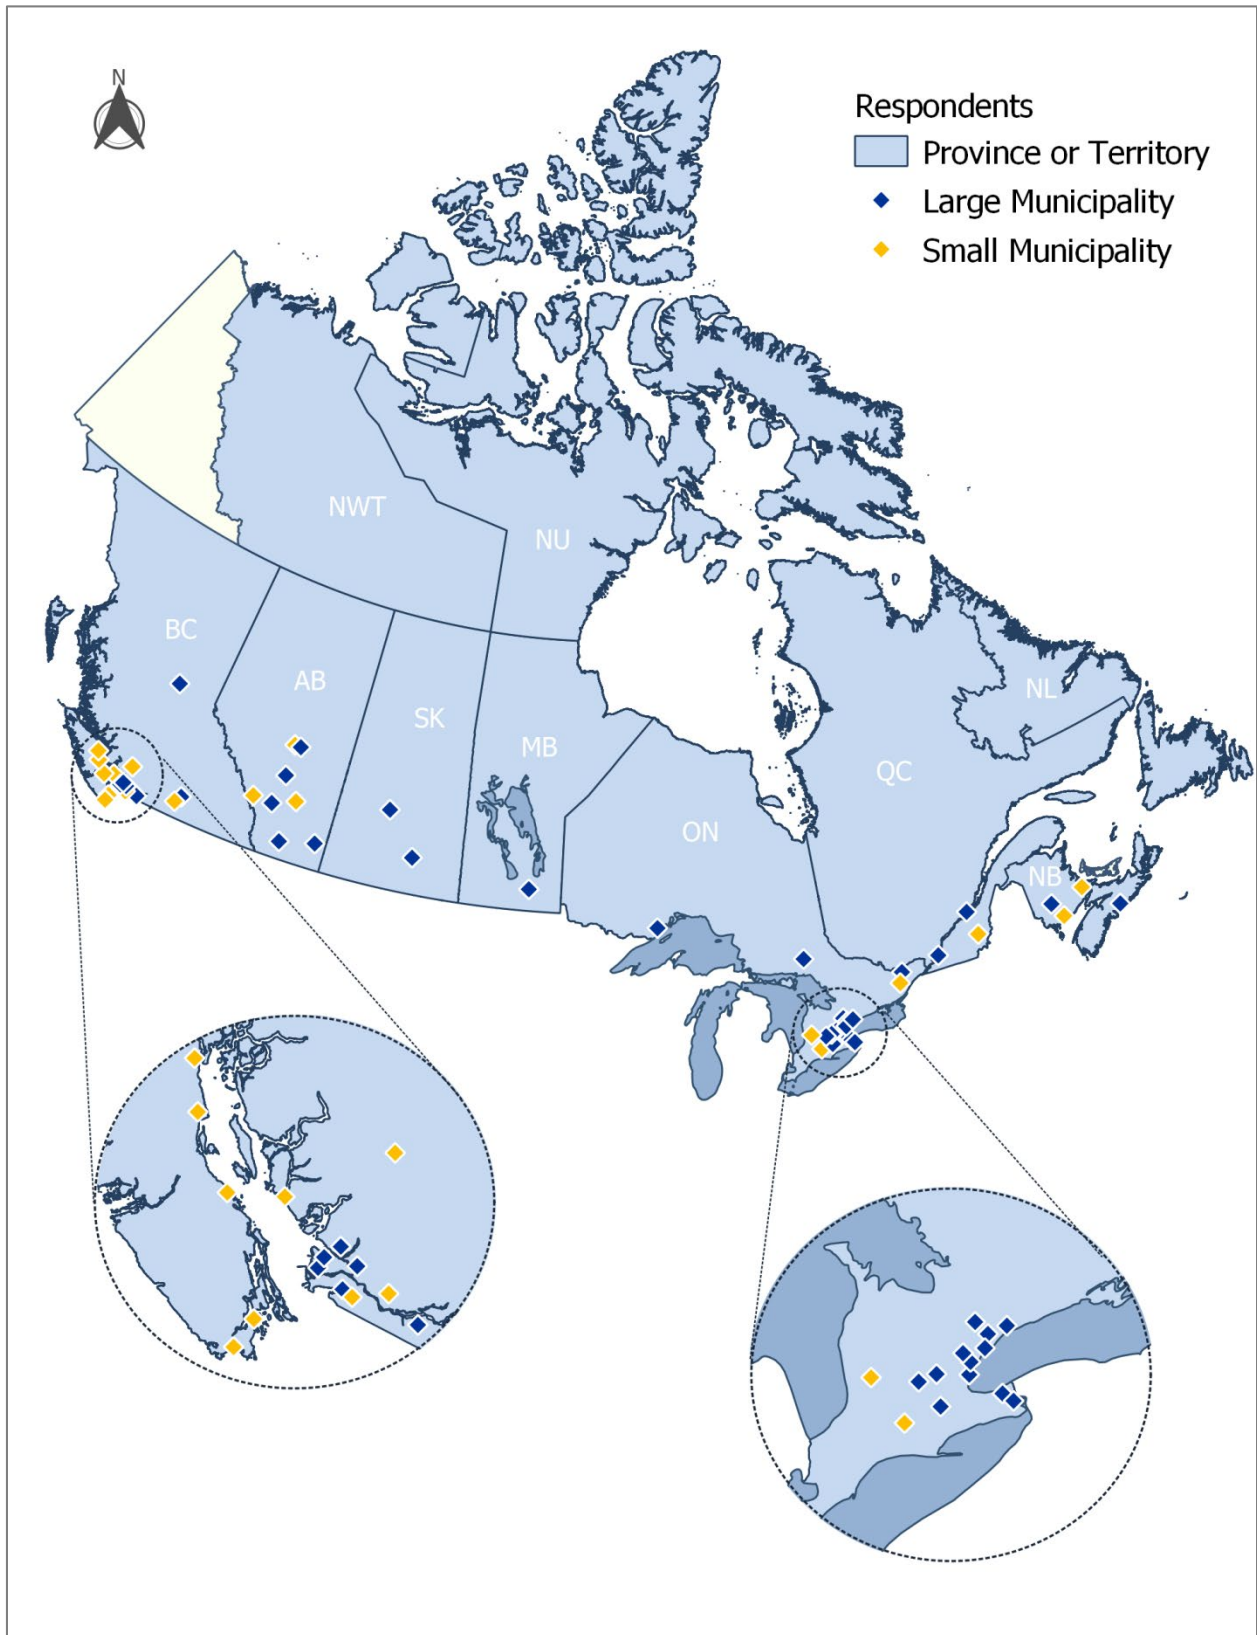 N
Respondents
Province or Territory
Large Municipality
Small Municipality
NWT
NU
BC
AB
SK
MB
ON
QC
NL
NB